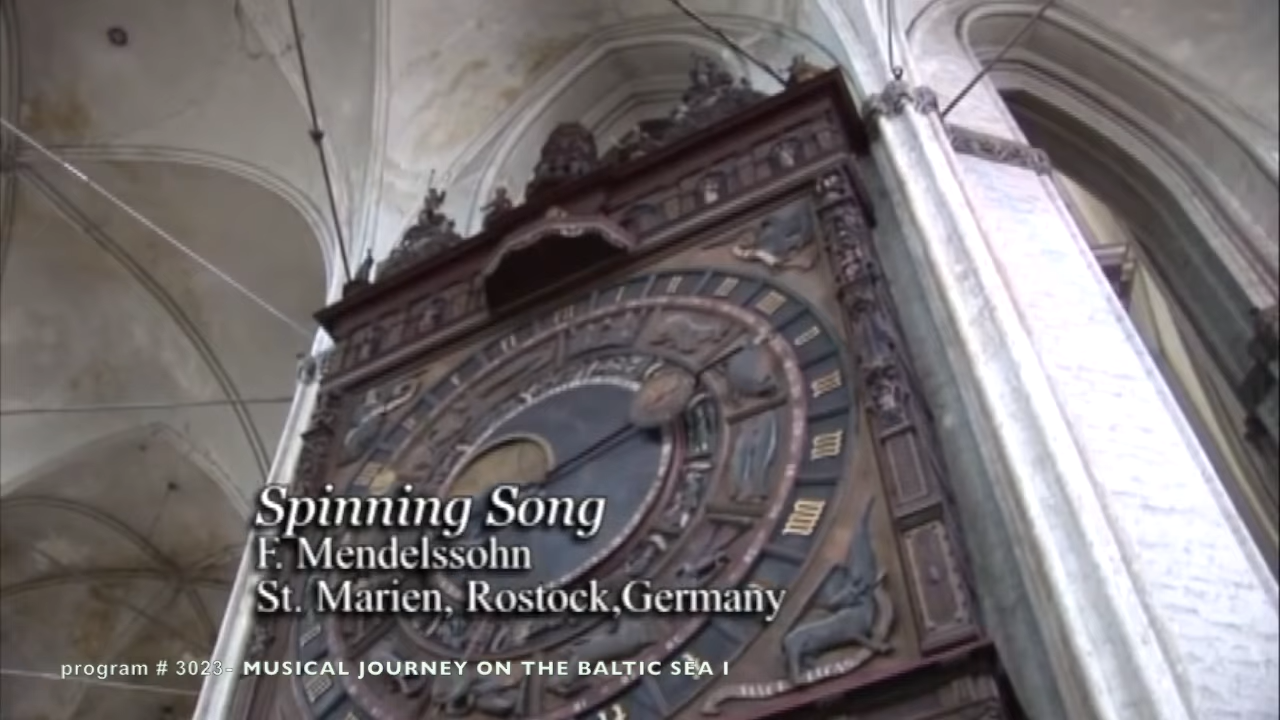 Spinning Song
F. Mendelssohn
St. Marien, Rostock,Germany
program # 3023- MUSICAL JOURNEY ON THE BALTIC SEA I